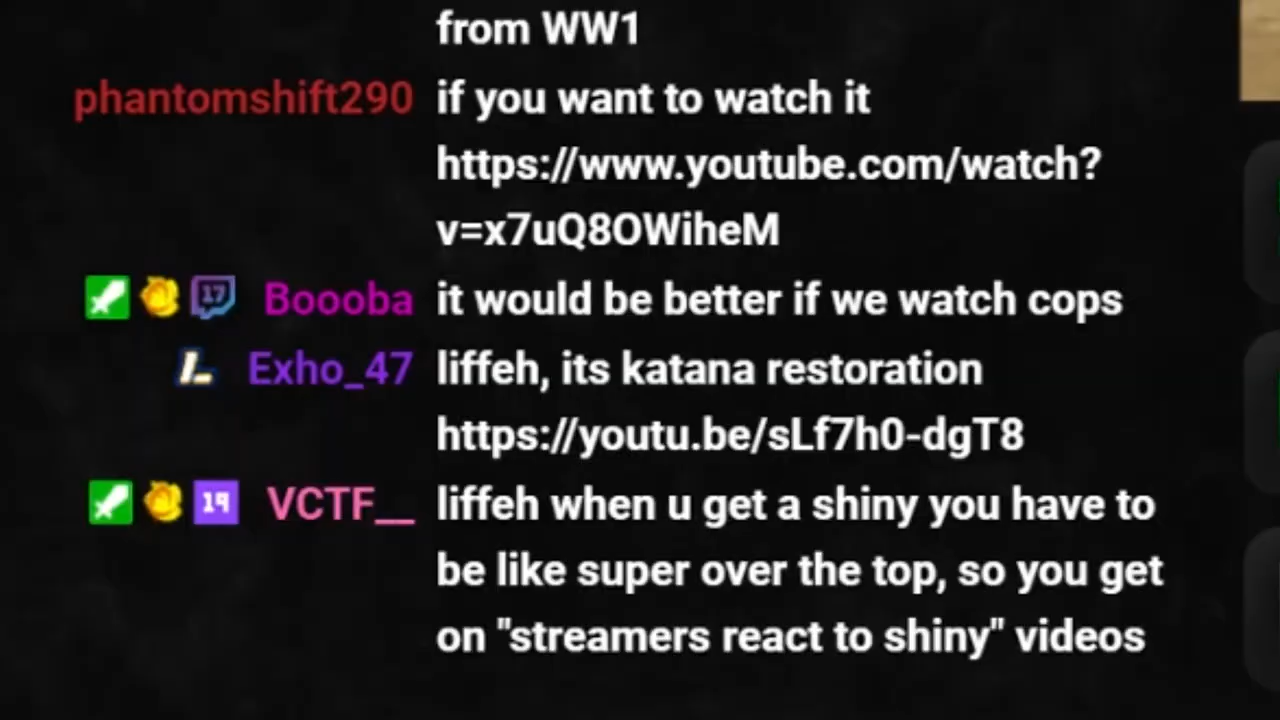 from WW1
phantomshift290 if you want to watch it
https://www.youtube.com/watch?
v=x7uQ8OWiheM
17 Boooba it would be better if we watch cops
L Exho_47 liffeh, its katana restoration
https://youtu.be/sLf7h0-dgT8
19 VCTF__ liffeh when u get a shiny you have to
be like super over the top, so you get
on "streamers react to shiny" videos